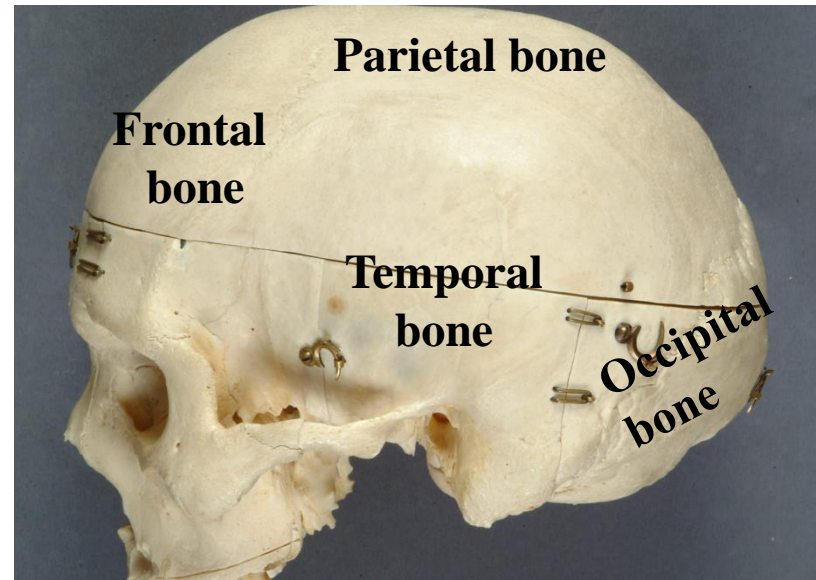 Parietal bone
Frontal
bone
Temporal
bone
Occipital
bone